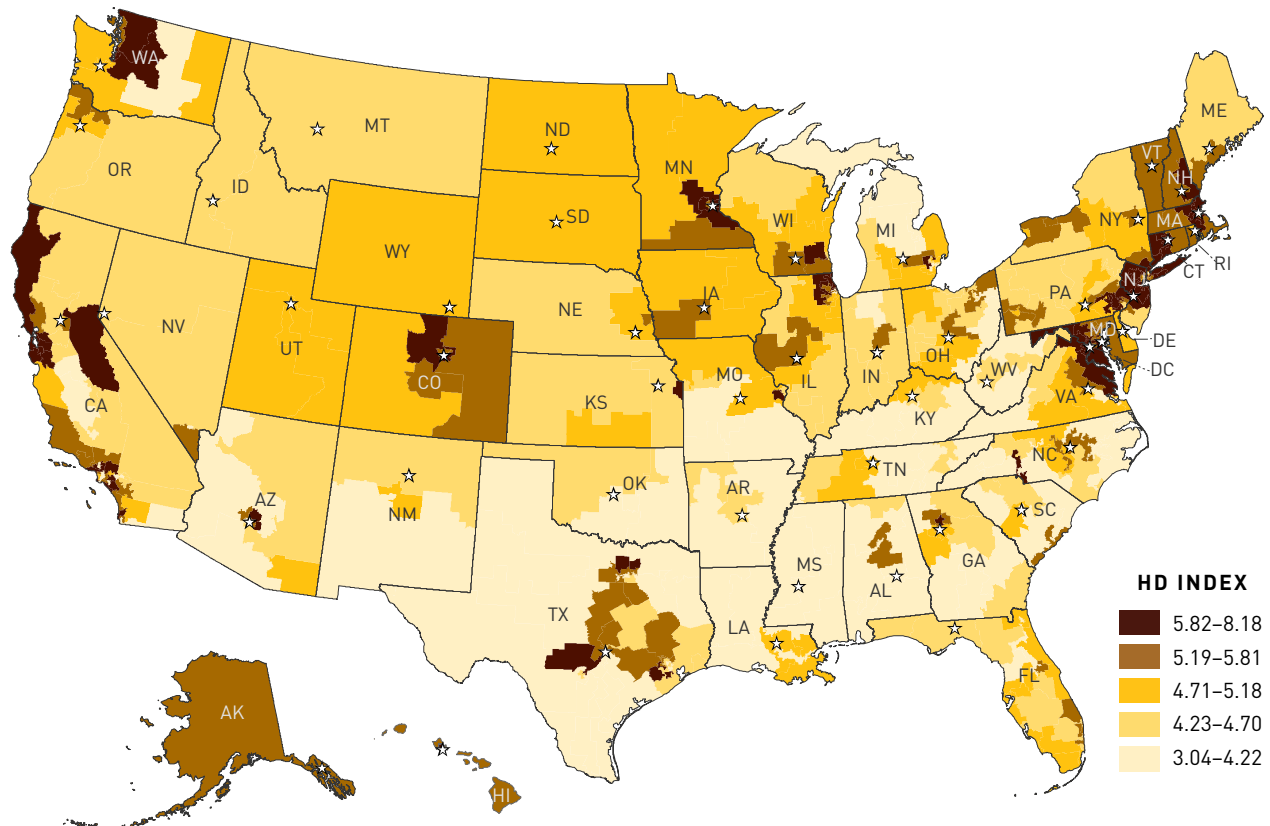 WA
MT
ND
MN
ME
VT
NH
OR
ID
SD
WI
MI
NY
MA
RI
CT
WY
IA
PA
NJ
NE
NV
UT
CO
IL
IN
OH
MD
DE
DC
WV
VA
CA
KS
MO
KY
NC
TN
AZ
NM
OK
AR
SC
MS
AL
GA
TX
LA
FL
AK
HI
HD INDEX
5.82–8.18
5.19–5.81
4.71–5.18
4.23–4.70
3.04–4.22